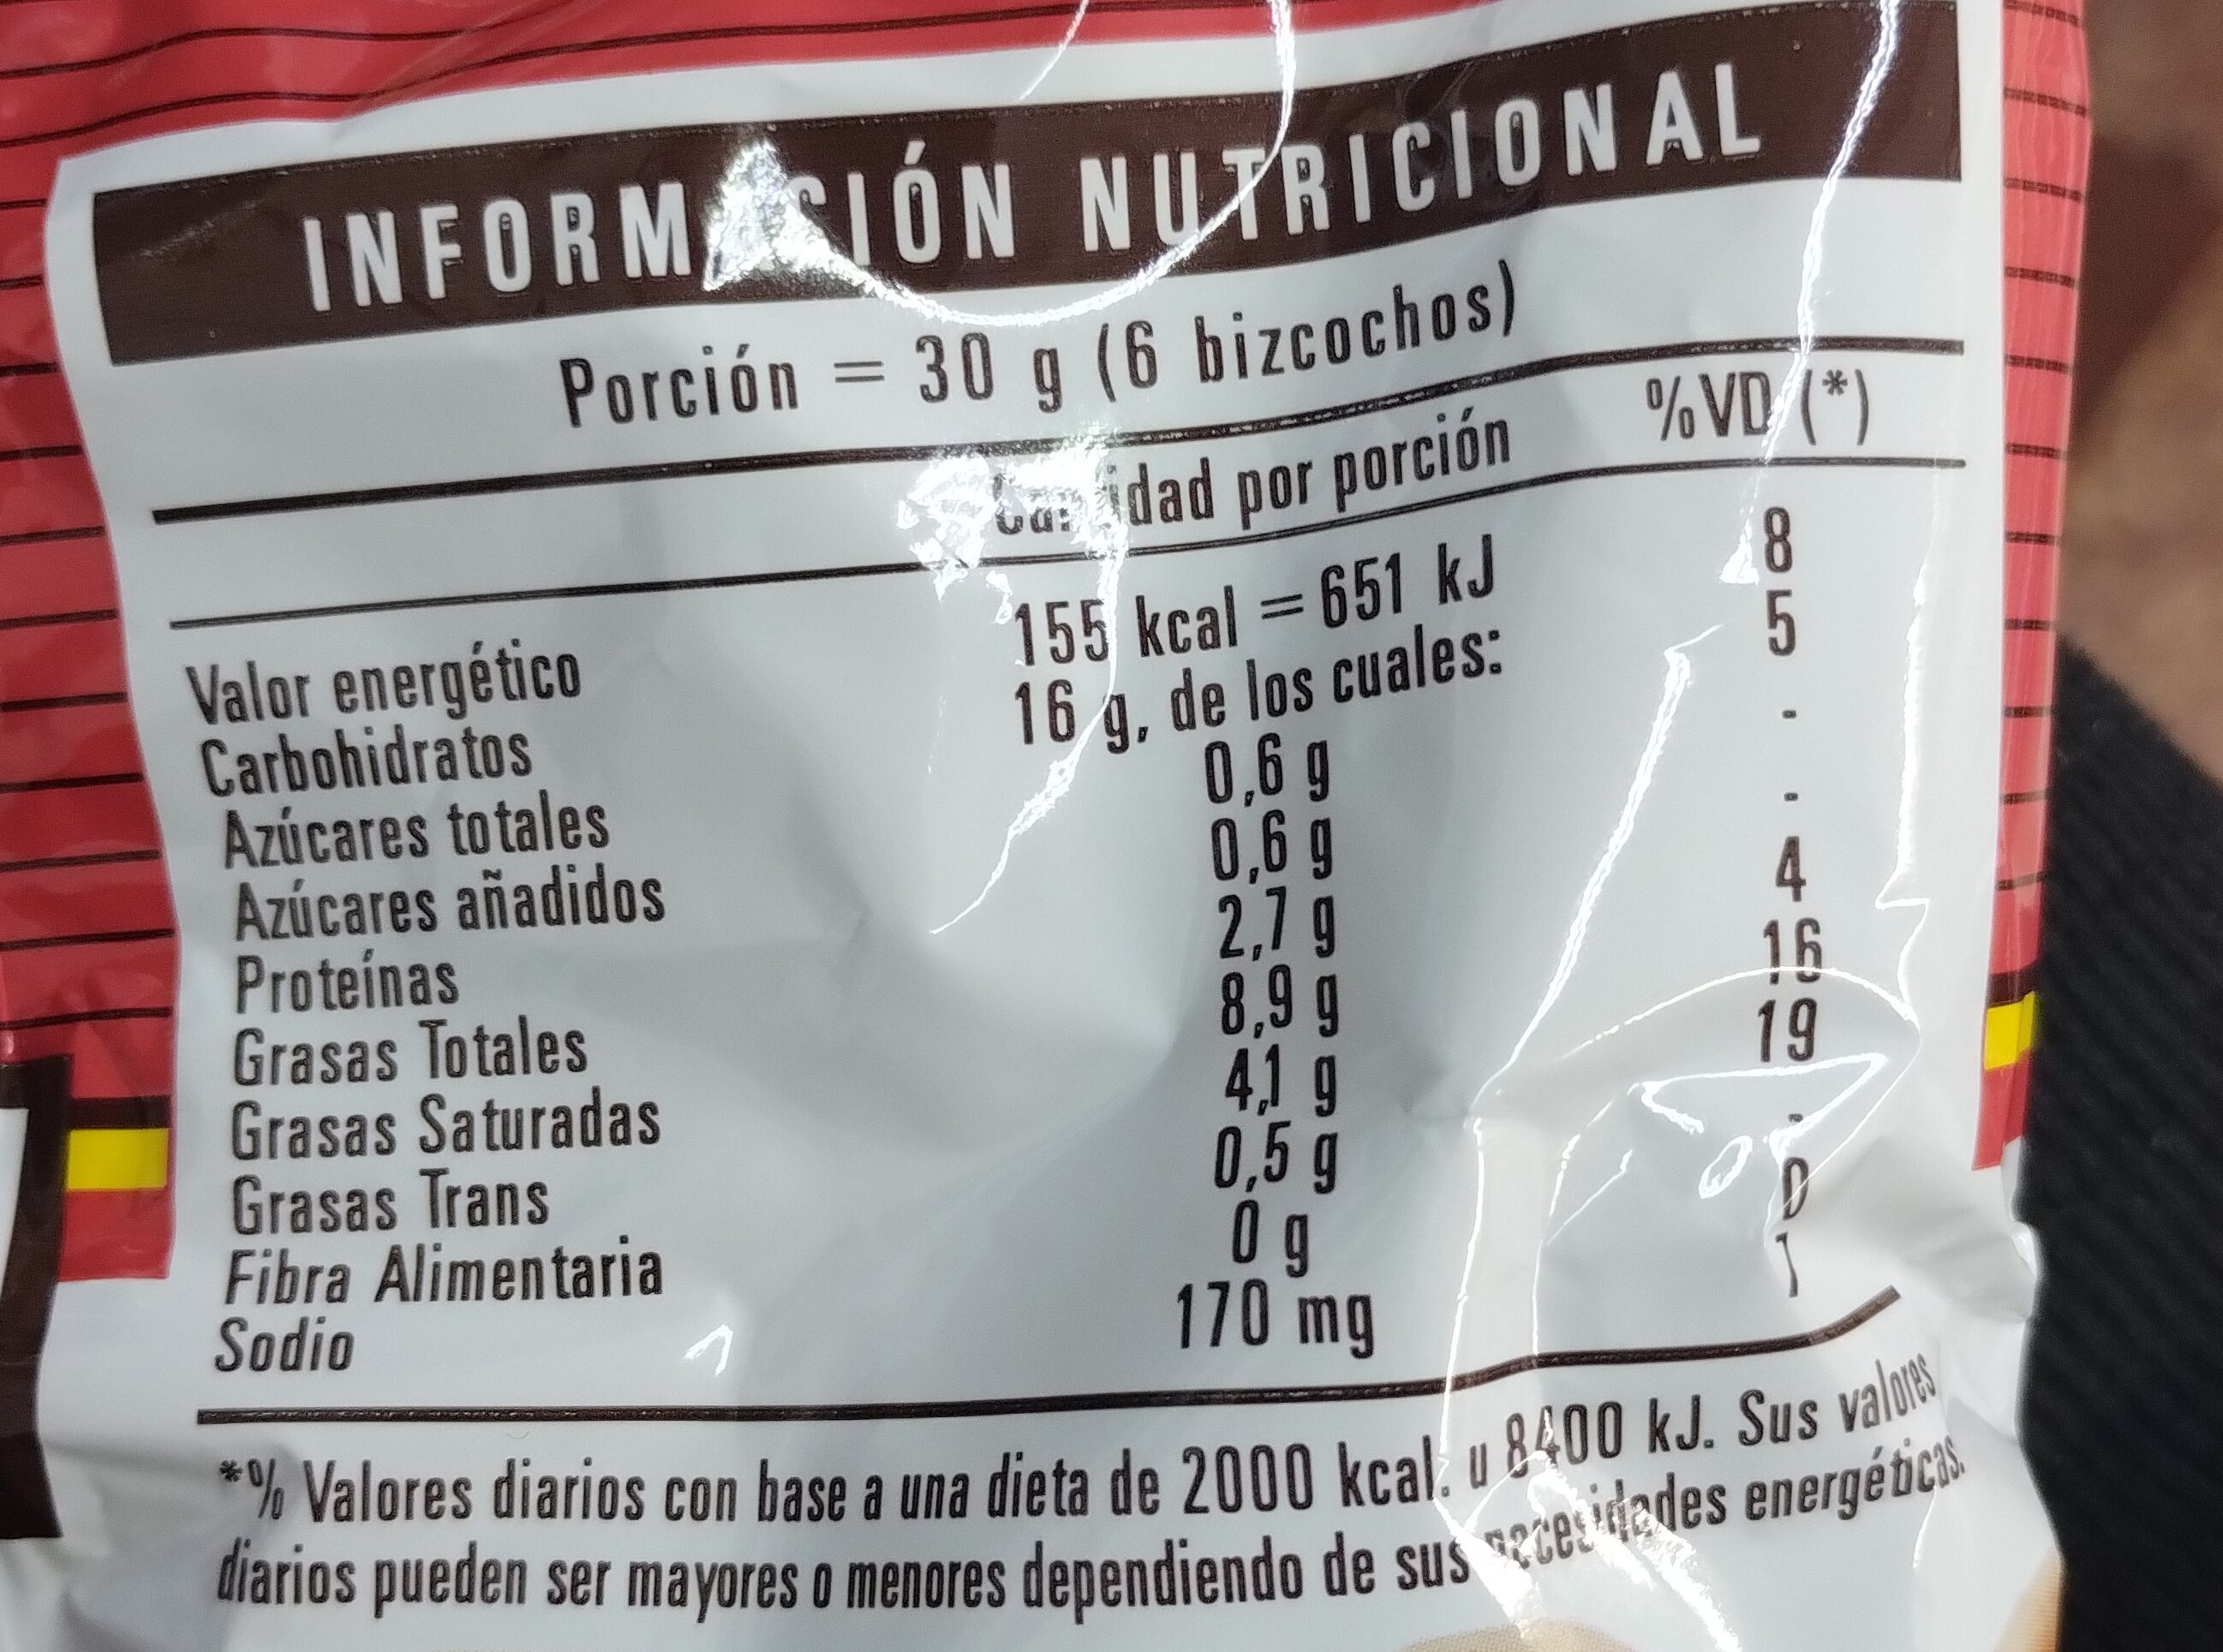 INFORMACIÓN NUTRICIONAL
Porción = 30 g (6 bizcochos)
Cantidad por porción %VD (*)
Valor energético 155 kcal = 651 kJ 8
Carbohidratos 16 g, de los cuales: 5
Azúcares totales 0,6 g -
Azúcares añadidos 0,6 g -
Proteínas 2,7 g 4
Grasas Totales 8,9 g 16
Grasas Saturadas 4,1 g 19
Grasas Trans 0,5 g -
Fibra Alimentaria 0 g 0
Sodio 170 mg
*% Valores diarios con base a una dieta de 2000 kcal. u 8400 kJ. Sus valores
diarios pueden ser mayores o menores dependiendo de sus necesidades energéticas.